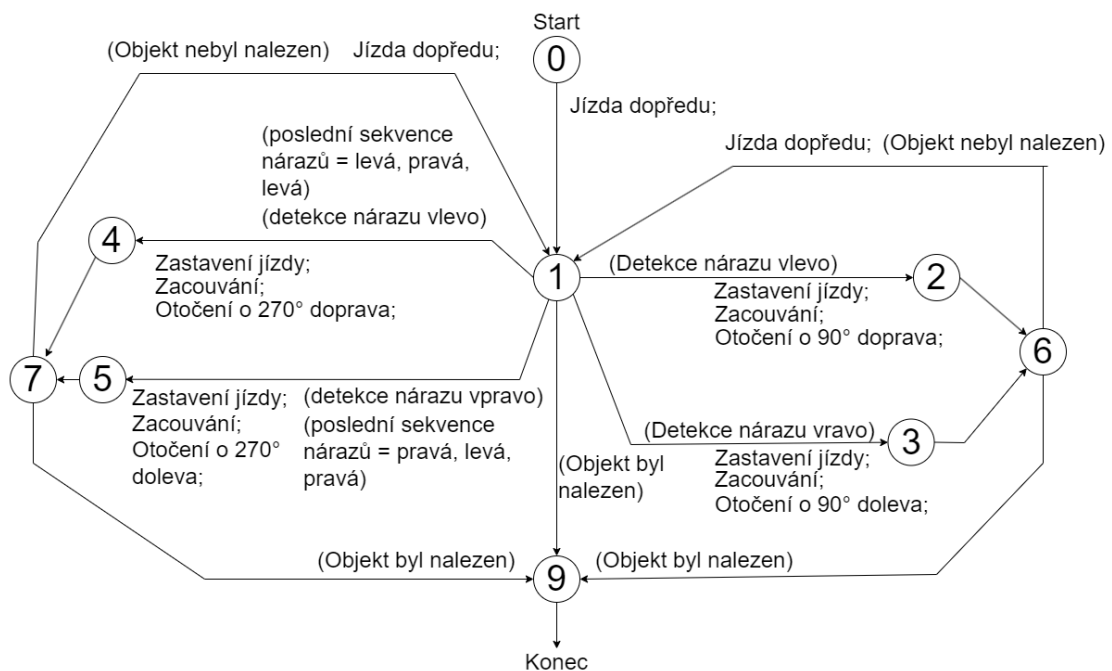 Start
0
(Objekt nebyl nalezen) Jízda dopředu;
Jízda dopředu;
(poslední sekvence
nárazů = levá, pravá,
levá)
(detekce nárazu vlevo)
Jízda dopředu; (Objekt nebyl nalezen)
4
Zastavení jízdy;
Zacouvání;
Otočení o 270° doprava;
1
(Detekce nárazu vlevo)
2
Zastavení jízdy;
Zacouvání;
Otočení o 90° doprava;
6
7
5
Zastavení jízdy;
Zacouvání;
Otočení o 270°
doleva;
(detekce nárazu vpravo)
(poslední sekvence
nárazů = pravá, levá,
pravá)
(Detekce nárazu vravo)
3
Zastavení jízdy;
Zacouvání;
Otočení o 90° doleva;
(Objekt byl
nalezen)
(Objekt byl nalezen)
9
(Objekt byl nalezen)
Konec